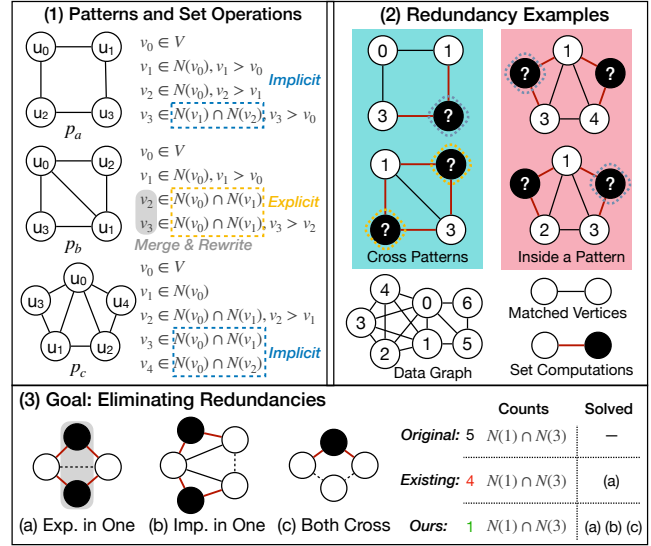 (1) Patterns and Set Operations
u0 u1
u2 u3
pa
v0 ∈ V
v1 ∈ N(v0), v1 > v0
v2 ∈ N(v0), v2 > v1
Implicit
v3 ∈ N(v1) ∩ N(v2), v3 > v0
u0 u2
u3 u1
pb
v0 ∈ V
v1 ∈ N(v0), v1 > v0
v2 ∈ N(v0) ∩ N(v1)
Explicit
v3 ∈ N(v0) ∩ N(v1), v3 > v2
Merge & Rewrite
u0
u3 u4
u1 u2
pc
v0 ∈ V
v1 ∈ N(v0)
v2 ∈ N(v0) ∩ N(v1), v2 > v1
v3 ∈ N(v0) ∩ N(v1)
Implicit
v4 ∈ N(v0) ∩ N(v2)
(2) Redundancy Examples
0 1
3 ?
1 ?
? 3
Cross Patterns
1
? ?
3 4
1
? ?
2 3
Inside a Pattern
4 0 6
3
2 1 5
Data Graph
Matched Vertices
Set Computations
(3) Goal: Eliminating Redundancies
(a) Exp. in One
(b) Imp. in One
(c) Both Cross
Counts Solved
Original: 5 N(1) ∩ N(3) —
Existing: 4 N(1) ∩ N(3) (a)
Ours: 1 N(1) ∩ N(3) (a) (b) (c)